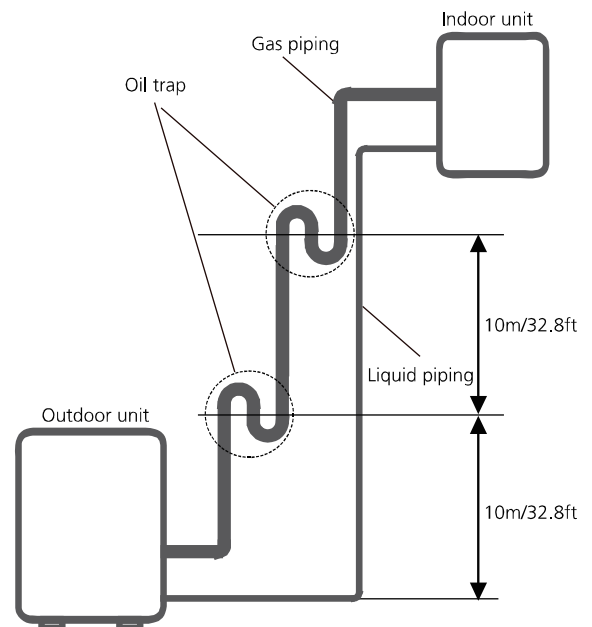 Indoor unit
Gas piping
Oil trap
10m/32.8ft
Liquid piping
Outdoor unit
10m/32.8ft